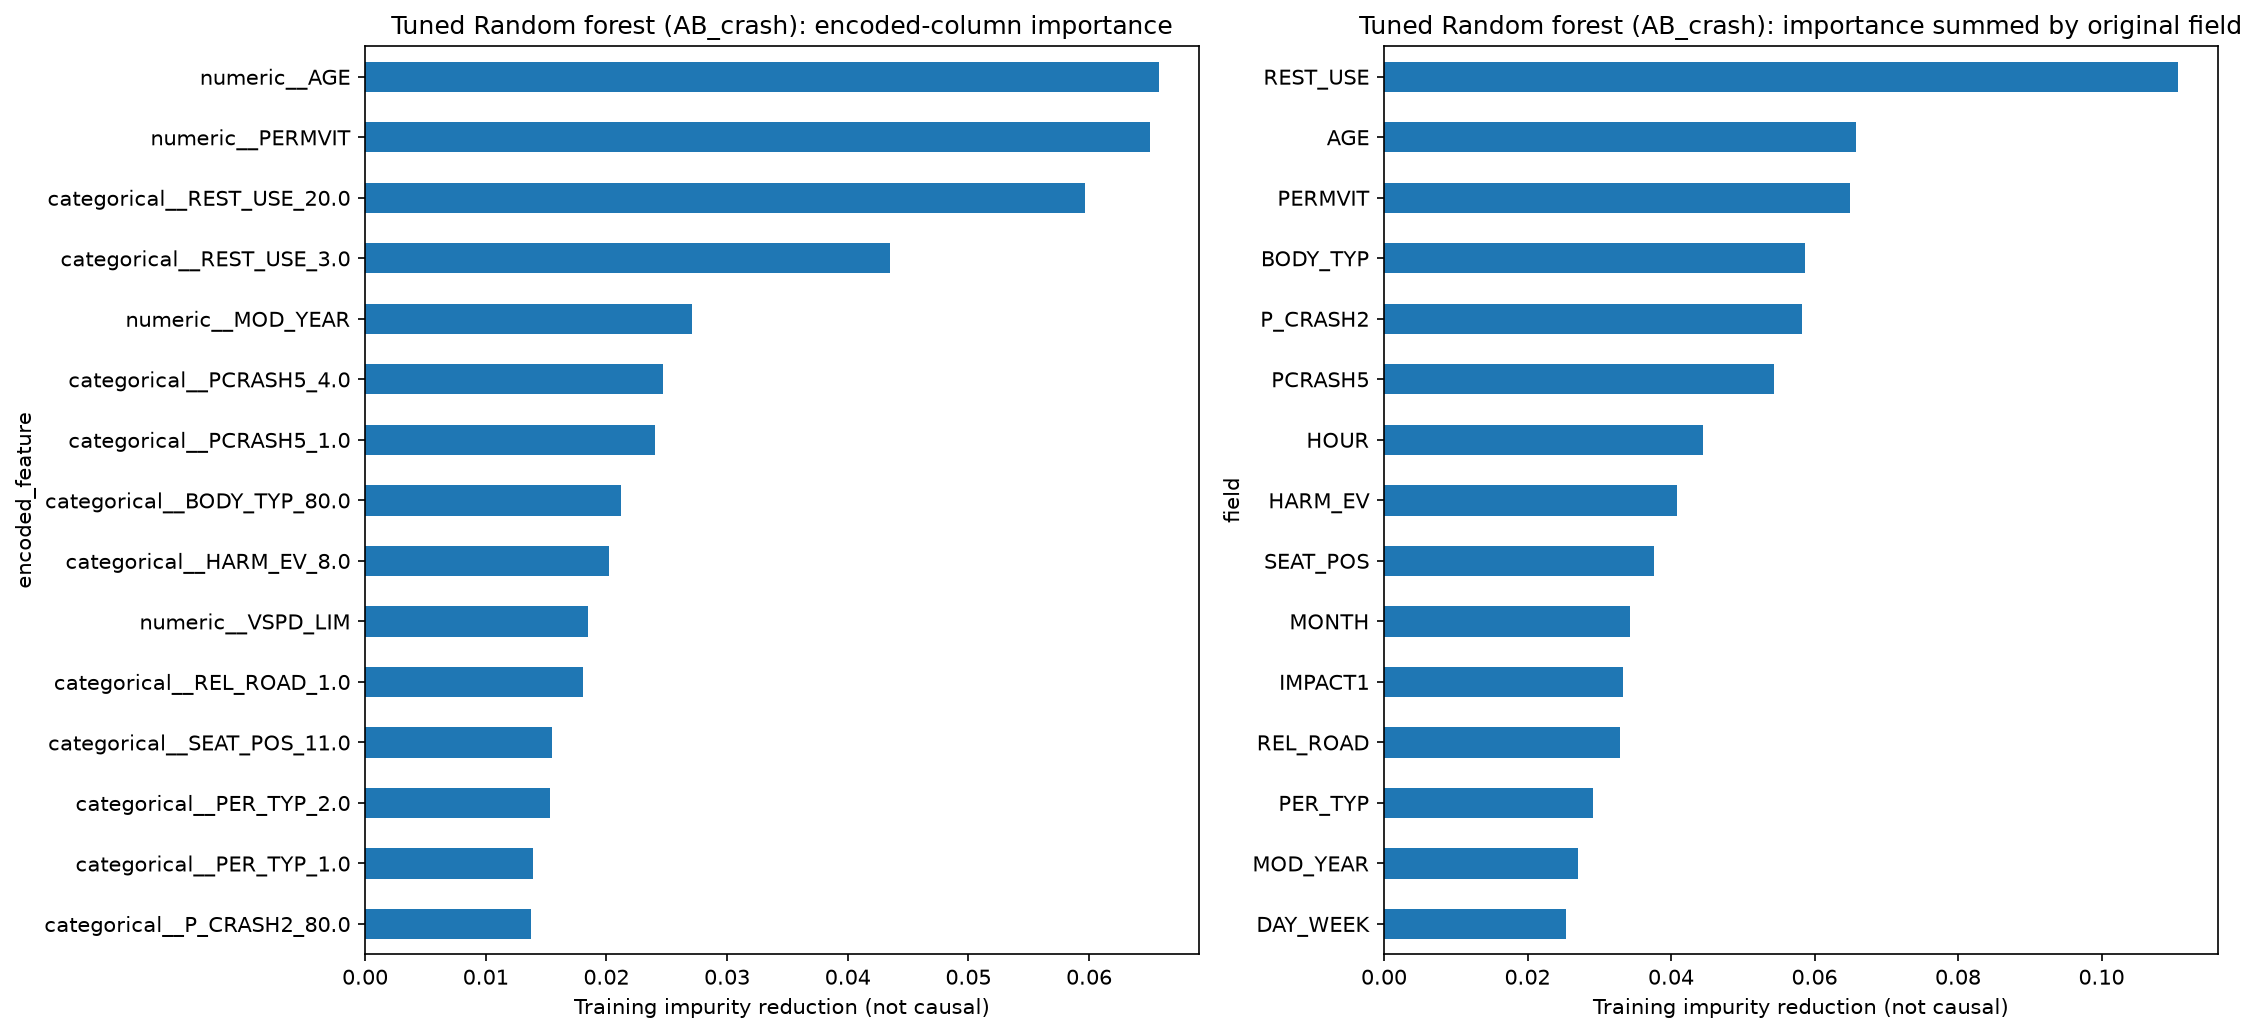 Tuned Random forest (AB_crash): encoded-column importance
encoded_feature
numeric__AGE
numeric__PERMVIT
categorical__REST_USE_20.0
categorical__REST_USE_3.0
numeric__MOD_YEAR
categorical__PCRASH5_4.0
categorical__PCRASH5_1.0
categorical__BODY_TYP_80.0
categorical__HARM_EV_8.0
numeric__VSPD_LIM
categorical__REL_ROAD_1.0
categorical__SEAT_POS_11.0
categorical__PER_TYP_2.0
categorical__PER_TYP_1.0
categorical__P_CRASH2_80.0
0.00 0.01 0.02 0.03 0.04 0.05 0.06
Training impurity reduction (not causal)
Tuned Random forest (AB_crash): importance summed by original field
field
REST_USE
AGE
PERMVIT
BODY_TYP
P_CRASH2
PCRASH5
HOUR
HARM_EV
SEAT_POS
MONTH
IMPACT1
REL_ROAD
PER_TYP
MOD_YEAR
DAY_WEEK
0.00 0.02 0.04 0.06 0.08 0.10
Training impurity reduction (not causal)